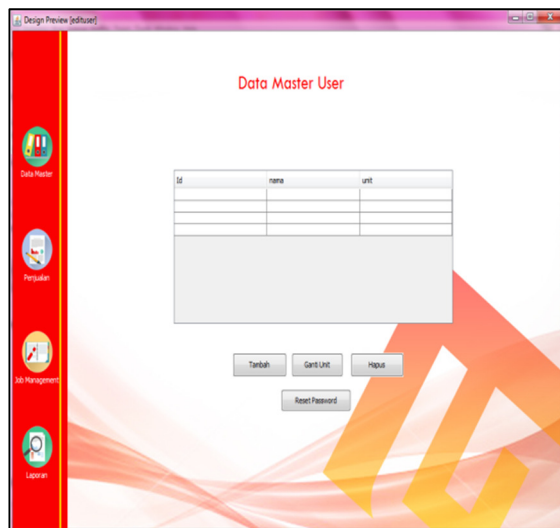 Design Preview [edituser]
Data Master User
Data Master
Penjualan
Job Management
Laporan
Id nama unit
Tambah Ganti Unit Hapus
Reset Password